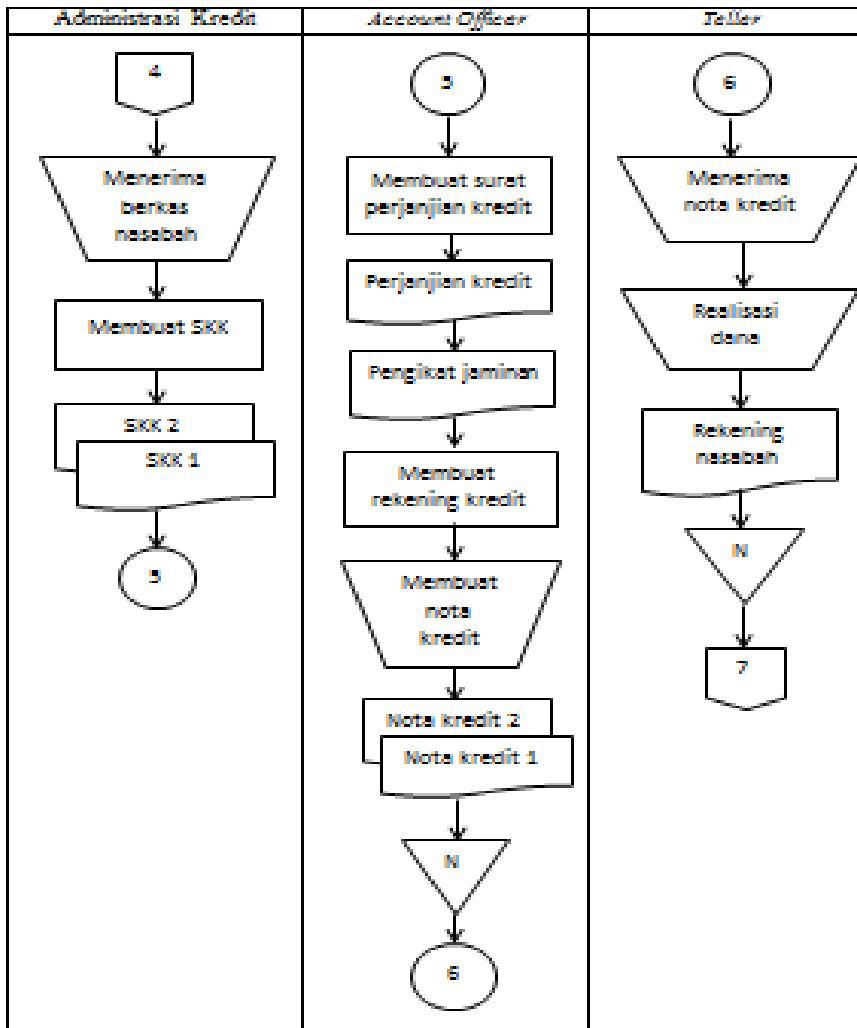 Administrasi Kredit
4
Menerima
berkas
nasabah
Membuat SKK
SKK 2
SKK 1
5
Account Officer
5
Membuat surat
perjanjian kredit
Perjanjian kredit
Pengikat jaminan
Membuat
rekening kredit
Membuat
nota
kredit
Nota kredit 2
Nota kredit 1
N
6
Teller
6
Menerima
nota kredit
Realisasi
dana
Rekening
nasabah
N
7